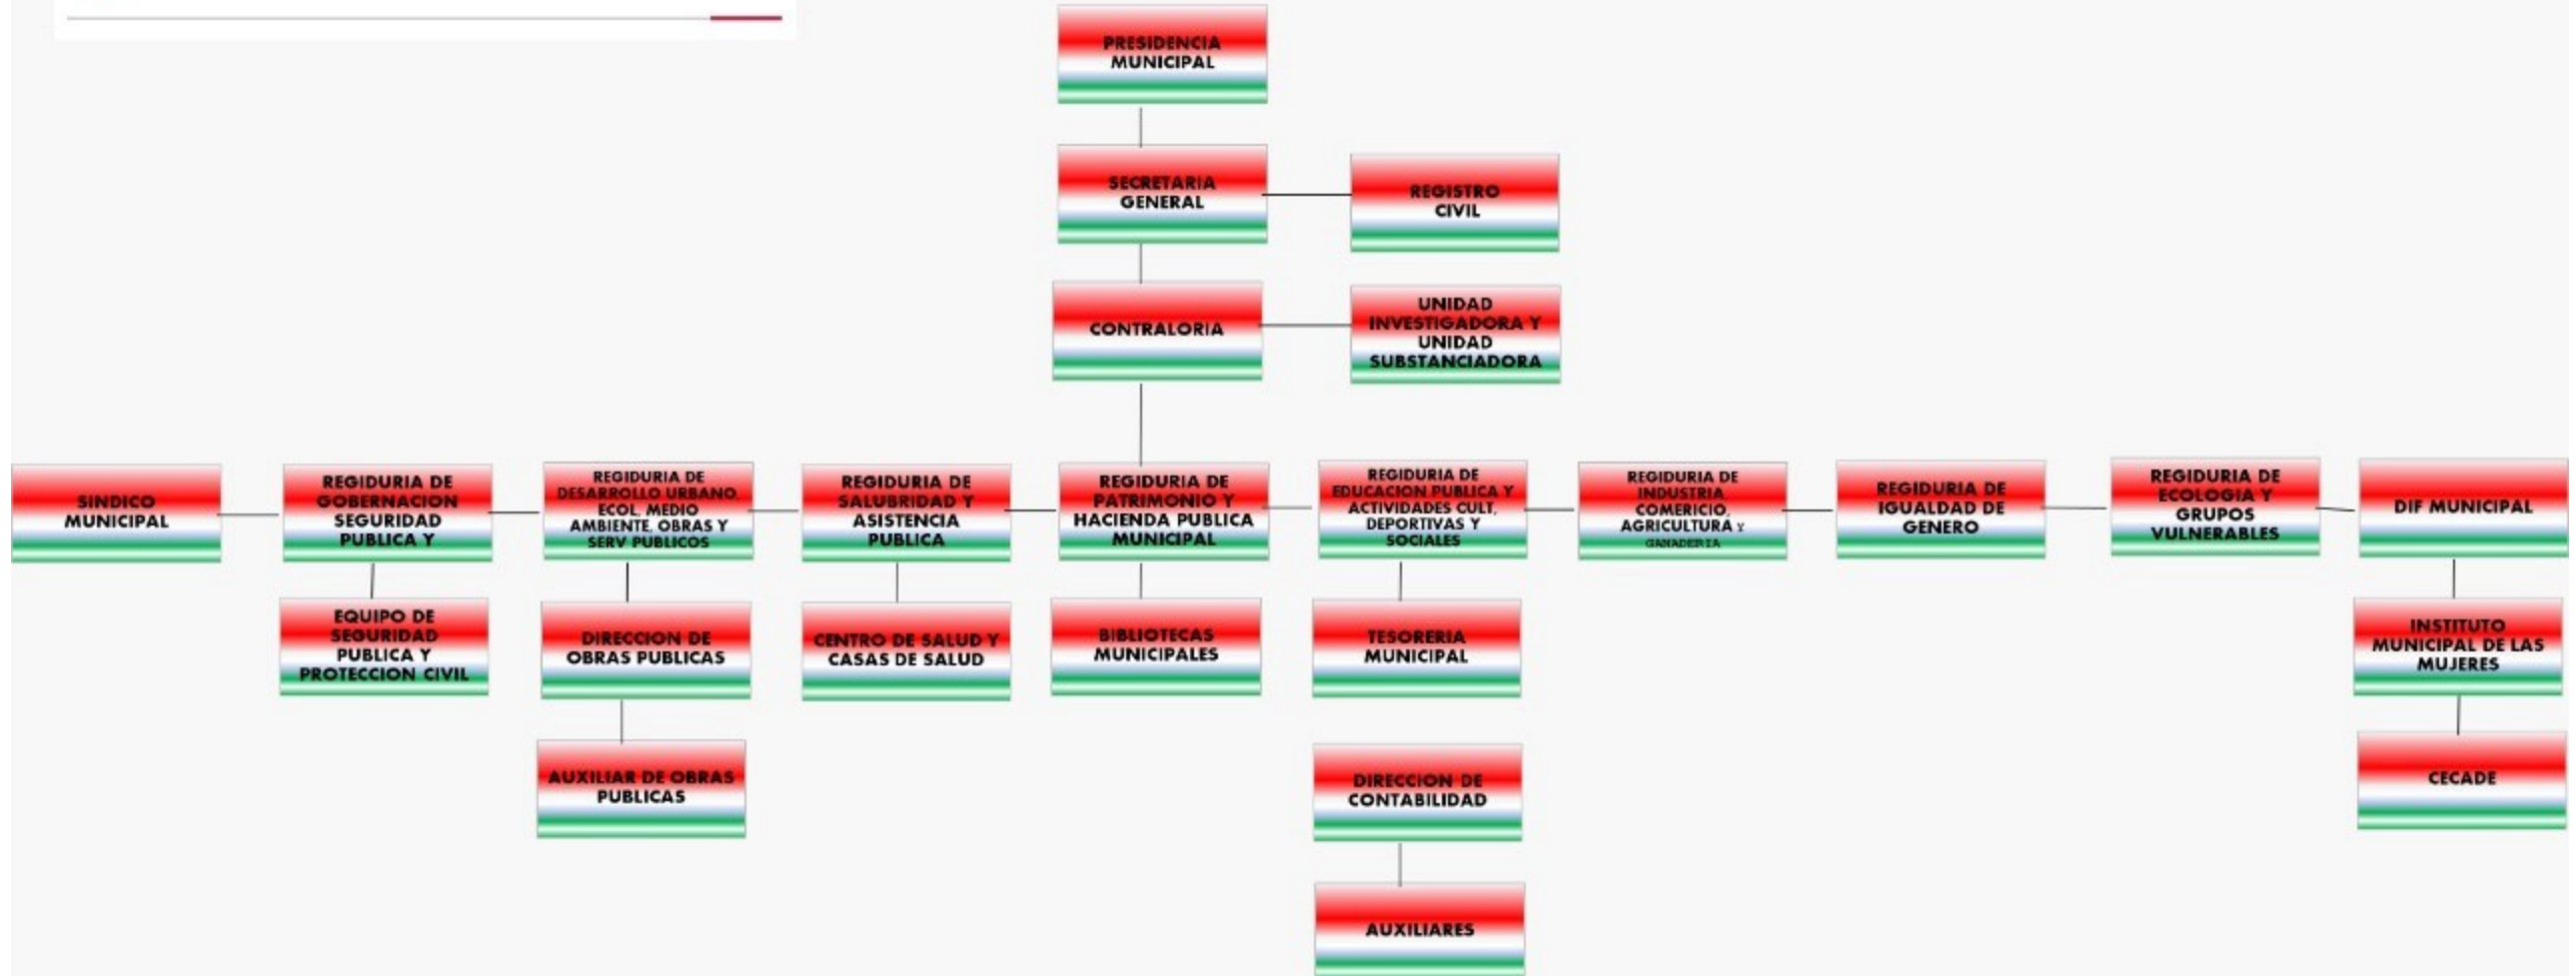 PRESIDENCIA
MUNICIPAL
SECRETARIA
GENERAL
REGISTRO
CIVIL
CONTRALORIA
UNIDAD
INVESTIGADORA Y
UNIDAD
SUBSTANCIADORA
SINDICO
MUNICIPAL
REGIDURIA DE
GOBERNACION
SEGURIDAD
PUBLICA Y
REGIDURIA DE
DESARROLLO URBANO,
ECOL, MEDIO
AMBIENTE, OBRAS Y
SERV PUBLICOS
REGIDURIA DE
SALUBRIDAD Y
ASISTENCIA
PUBLICA
REGIDURIA DE
PATRIMONIO Y
HACIENDA PUBLICA
MUNICIPAL
REGIDURIA DE
EDUCACION PUBLICA Y
ACTIVIDADES CULT,
DEPORTIVAS Y
SOCIALES
REGIDURIA DE
INDUSTRIA
COMERICIO,
AGRICULTURA Y
GANADERIA
REGIDURIA DE
IGUALDAD DE
GENERO
REGIDURIA DE
ECOLOGIA Y
GRUPOS
VULNERABLES
DIF MUNICIPAL
EQUIPO DE
SEGURIDAD
PUBLICA Y
PROTECCION CIVIL
DIRECCION DE
OBRAS PUBLICAS
CENTRO DE SALUD Y
CASAS DE SALUD
BIBLIOTECAS
MUNICIPALES
TESORERIA
MUNICIPAL
INSTITUTO
MUNICIPAL DE LAS
MUJERES
AUXILIAR DE OBRAS
PUBLICAS
DIRECCION DE
CONTABILIDAD
CECADE
AUXILIARES